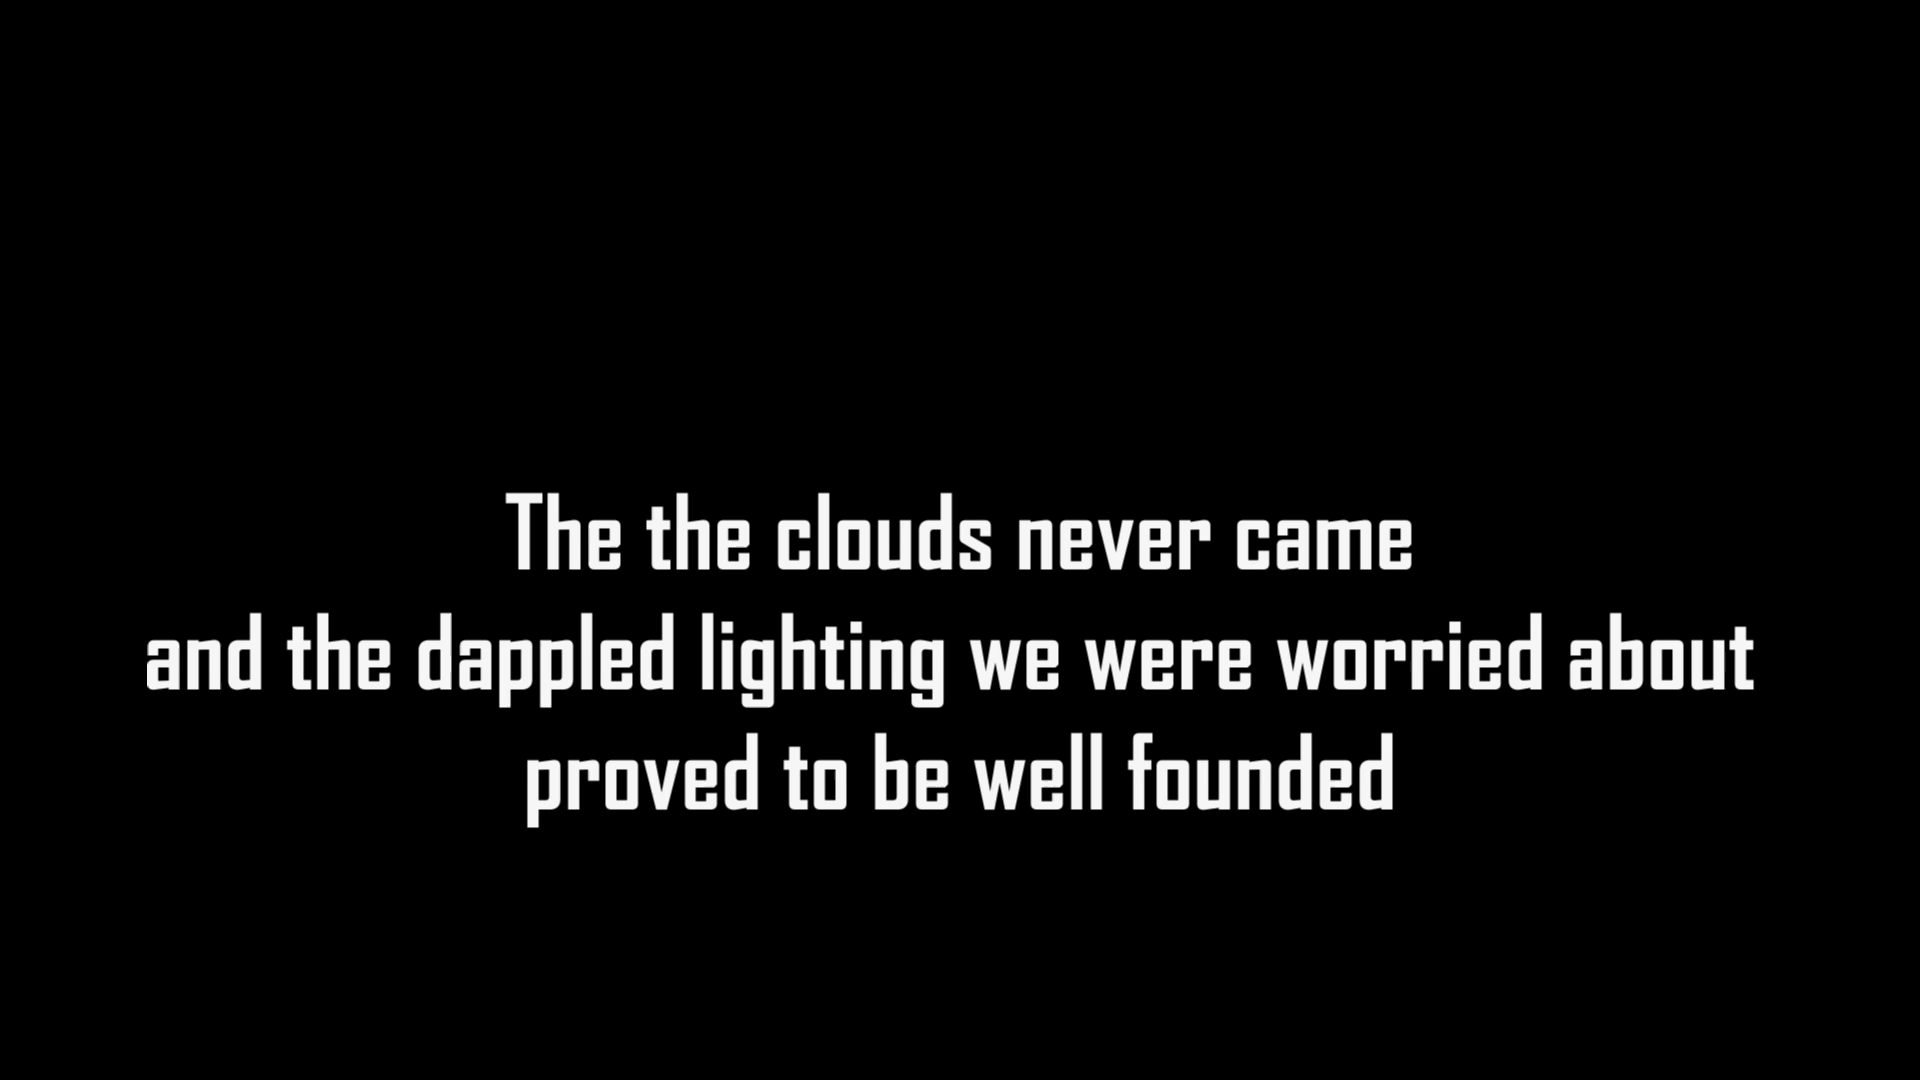 The the clouds never came
and the dappled lighting we were worried about
proved to be well founded